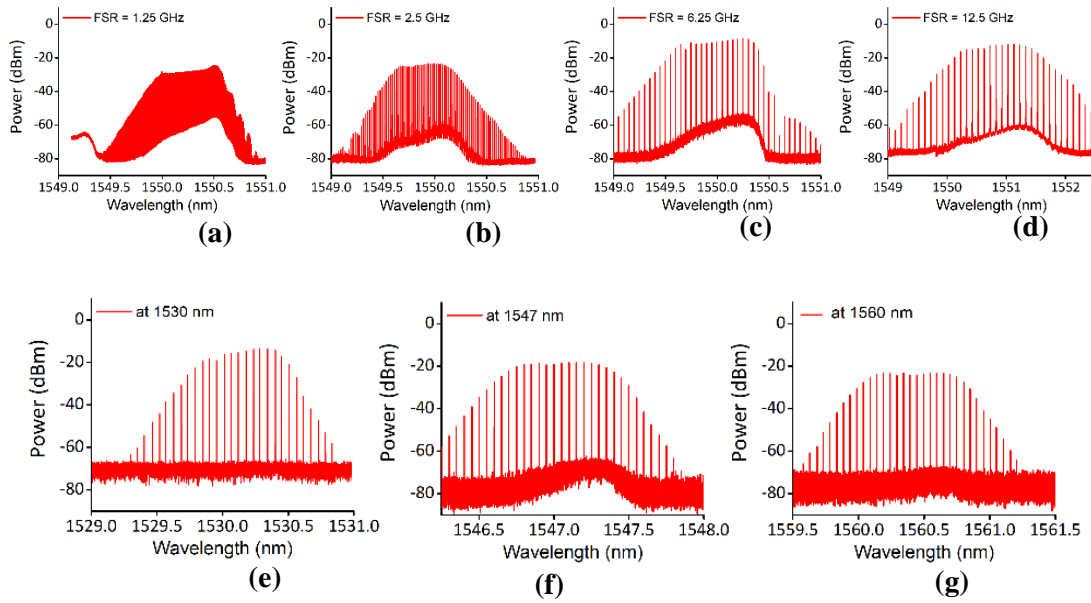 FSR = 1.25 GHz
0
-20
-40
-60
-80
Power (dBm)
1549.0 1549.5 1550.0 1550.5 1551.0
Wavelength (nm)
(a)
FSR = 2.5 GHz
0
-20
-40
-60
-80
Power (dBm)
1549.0 1549.5 1550.0 1550.5 1551.0
Wavelength (nm)
(b)
FSR = 6.25 GHz
0
-20
-40
-60
-80
Power (dBm)
1549.0 1549.5 1550.0 1550.5 1551.0
Wavelength (nm)
(c)
FSR = 12.5 GHz
0
-20
-40
-60
-80
Power (dBm)
1549 1550 1551 1552
Wavelength (nm)
(d)
at 1530 nm
0
-20
-40
-60
-80
Power (dBm)
1529.0 1529.5 1530.0 1530.5 1531.0
Wavelength (nm)
(e)
at 1547 nm
0
-20
-40
-60
-80
Power (dBm)
1546.5 1547.0 1547.5 1548.0
Wavelength (nm)
(f)
at 1560 nm
0
-20
-40
-60
-80
Power (dBm)
1559.5 1560.0 1560.5 1561.0 1561.5
Wavelength (nm)
(g)